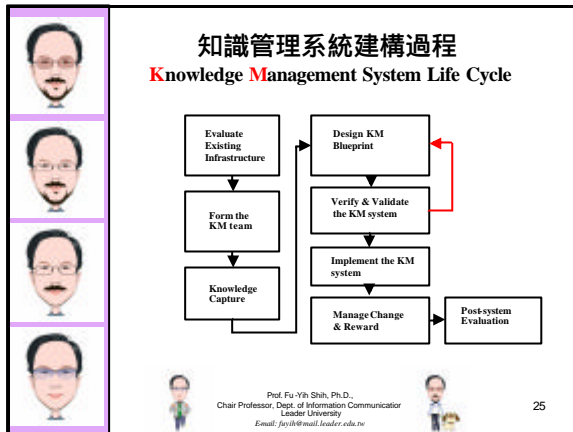 知識管理系統建構過程
Knowledge Management System Life Cycle
Evaluate
Existing
Infrastructure
Form the
KM team
Knowledge
Capture
Design KM
Blueprint
Verify & Validate
the KM system
Implement the KM
system
Manage Change
& Reward
Post-system
Evaluation
Prof. Fu-Yih Shih, Ph.D.,
Chair Professor, Dept. of Information Communication
Leader University
Email: fuyih@mail.leader.edu.tw
25